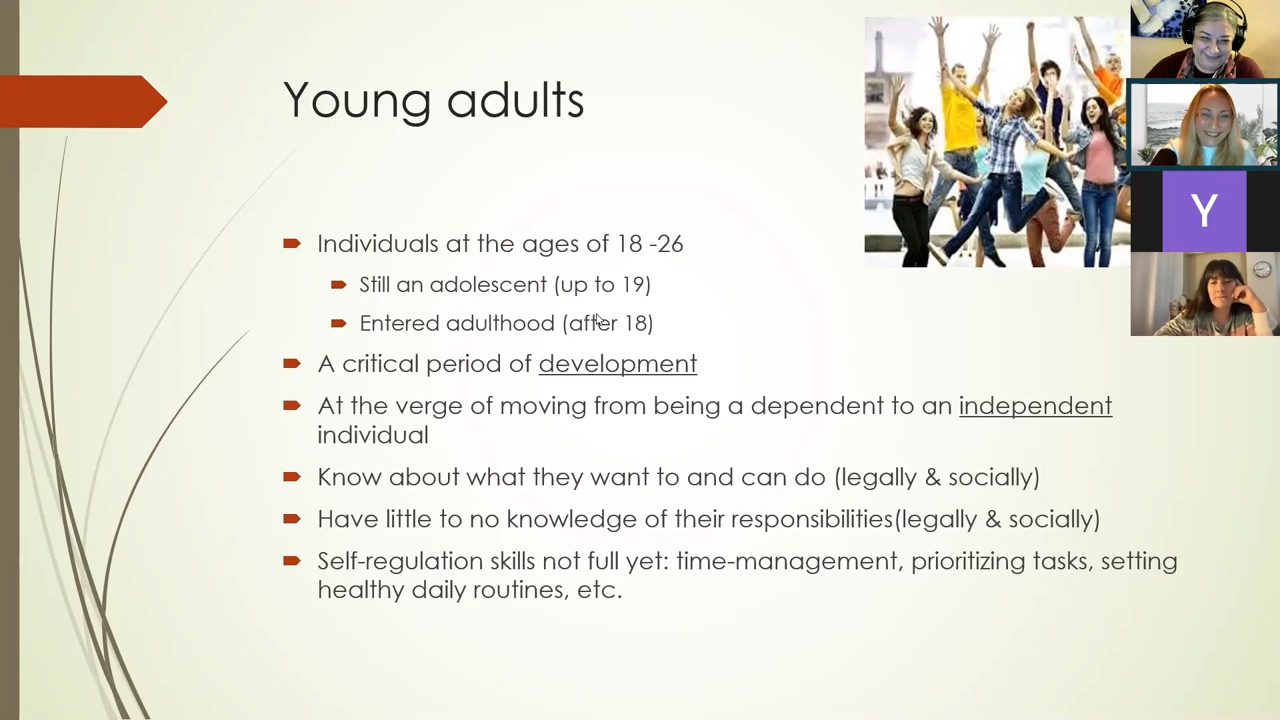 Young adults
Individuals at the ages of 18 -26
Still an adolescent (up to 19)
Entered adulthood (after 18)
A critical period of development
At the verge of moving from being a dependent to an independent
individual
Know about what they want to and can do (legally & socially)
Have little to no knowledge of their responsibilities(legally & socially)
Self-regulation skills not full yet: time-management, prioritizing tasks, setting
healthy daily routines, etc.
Y